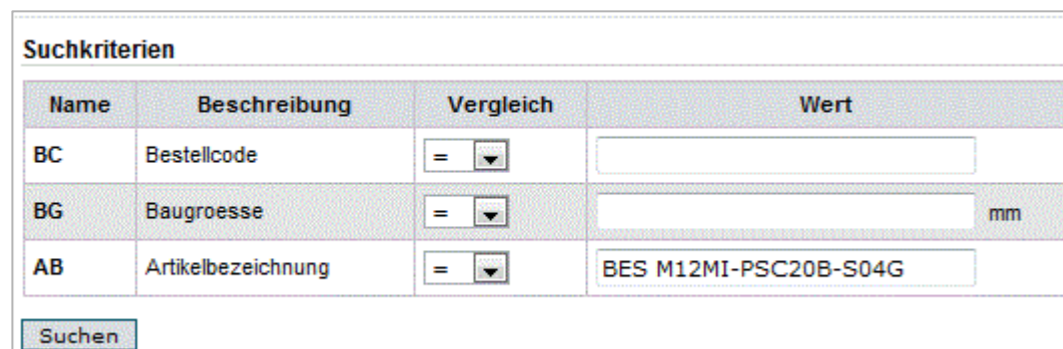 Suchkriterien
Name Beschreibung Vergleich Wert
BC Bestellcode =
BG Baugroesse = mm
AB Artikelbezeichnung = BES M12MI-PSC20B-S04G
Suchen